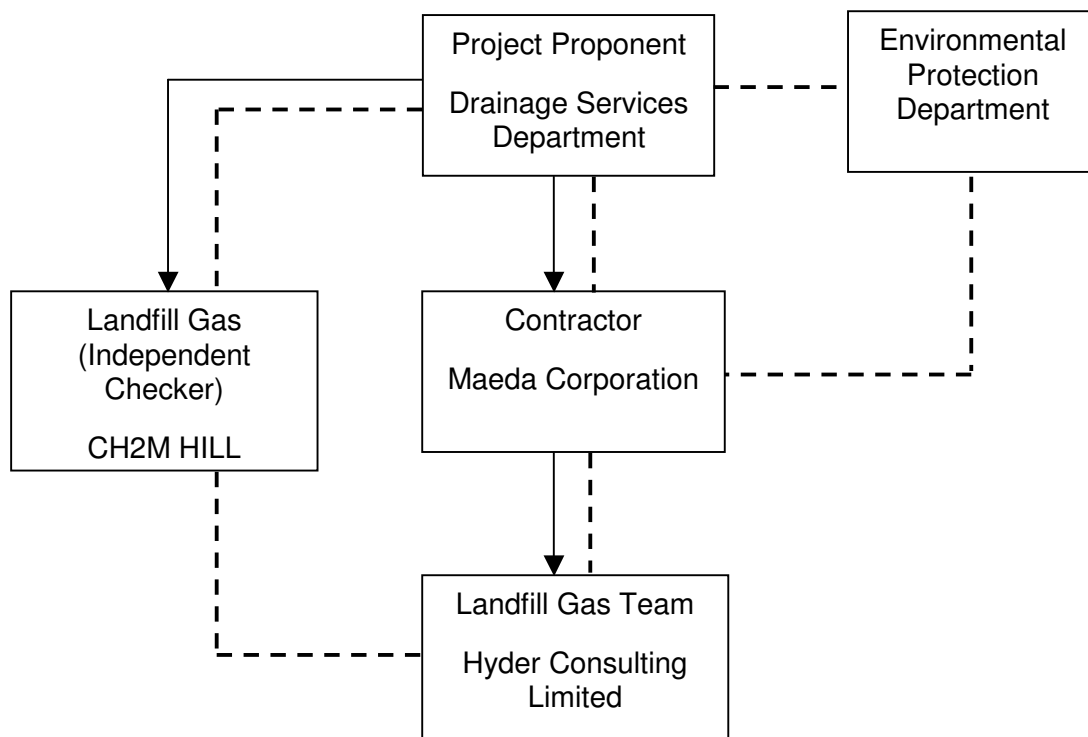 Project Proponent
Drainage Services
Department
Environmental
Protection
Department
Landfill Gas
(Independent
Checker)
CH2M HILL
Contractor
Maeda Corporation
Landfill Gas Team
Hyder Consulting
Limited